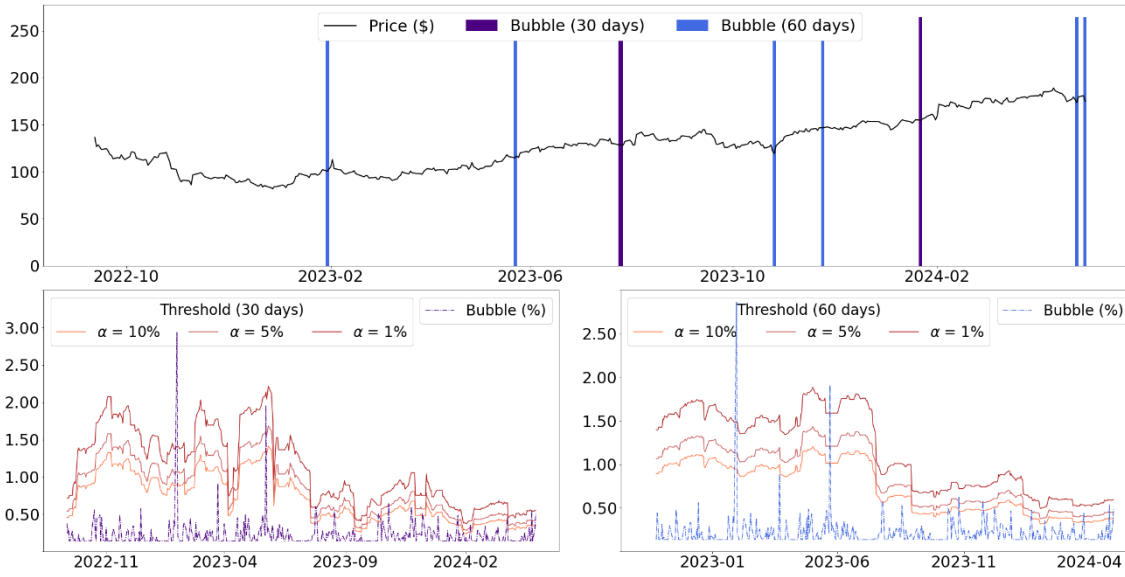 Price ($) Bubble (30 days) Bubble (60 days)
250
200
150
100
50
0
2022-10 2023-02 2023-06 2023-10 2024-02
Threshold (30 days)
α = 10% α = 5% α = 1%
Bubble (%)
3.00
2.50
2.00
1.50
1.00
0.50
2022-11 2023-04 2023-09 2024-02
Threshold (60 days)
α = 10% α = 5% α = 1%
Bubble (%)
2.50
2.00
1.50
1.00
0.50
2023-01 2023-06 2023-11 2024-04